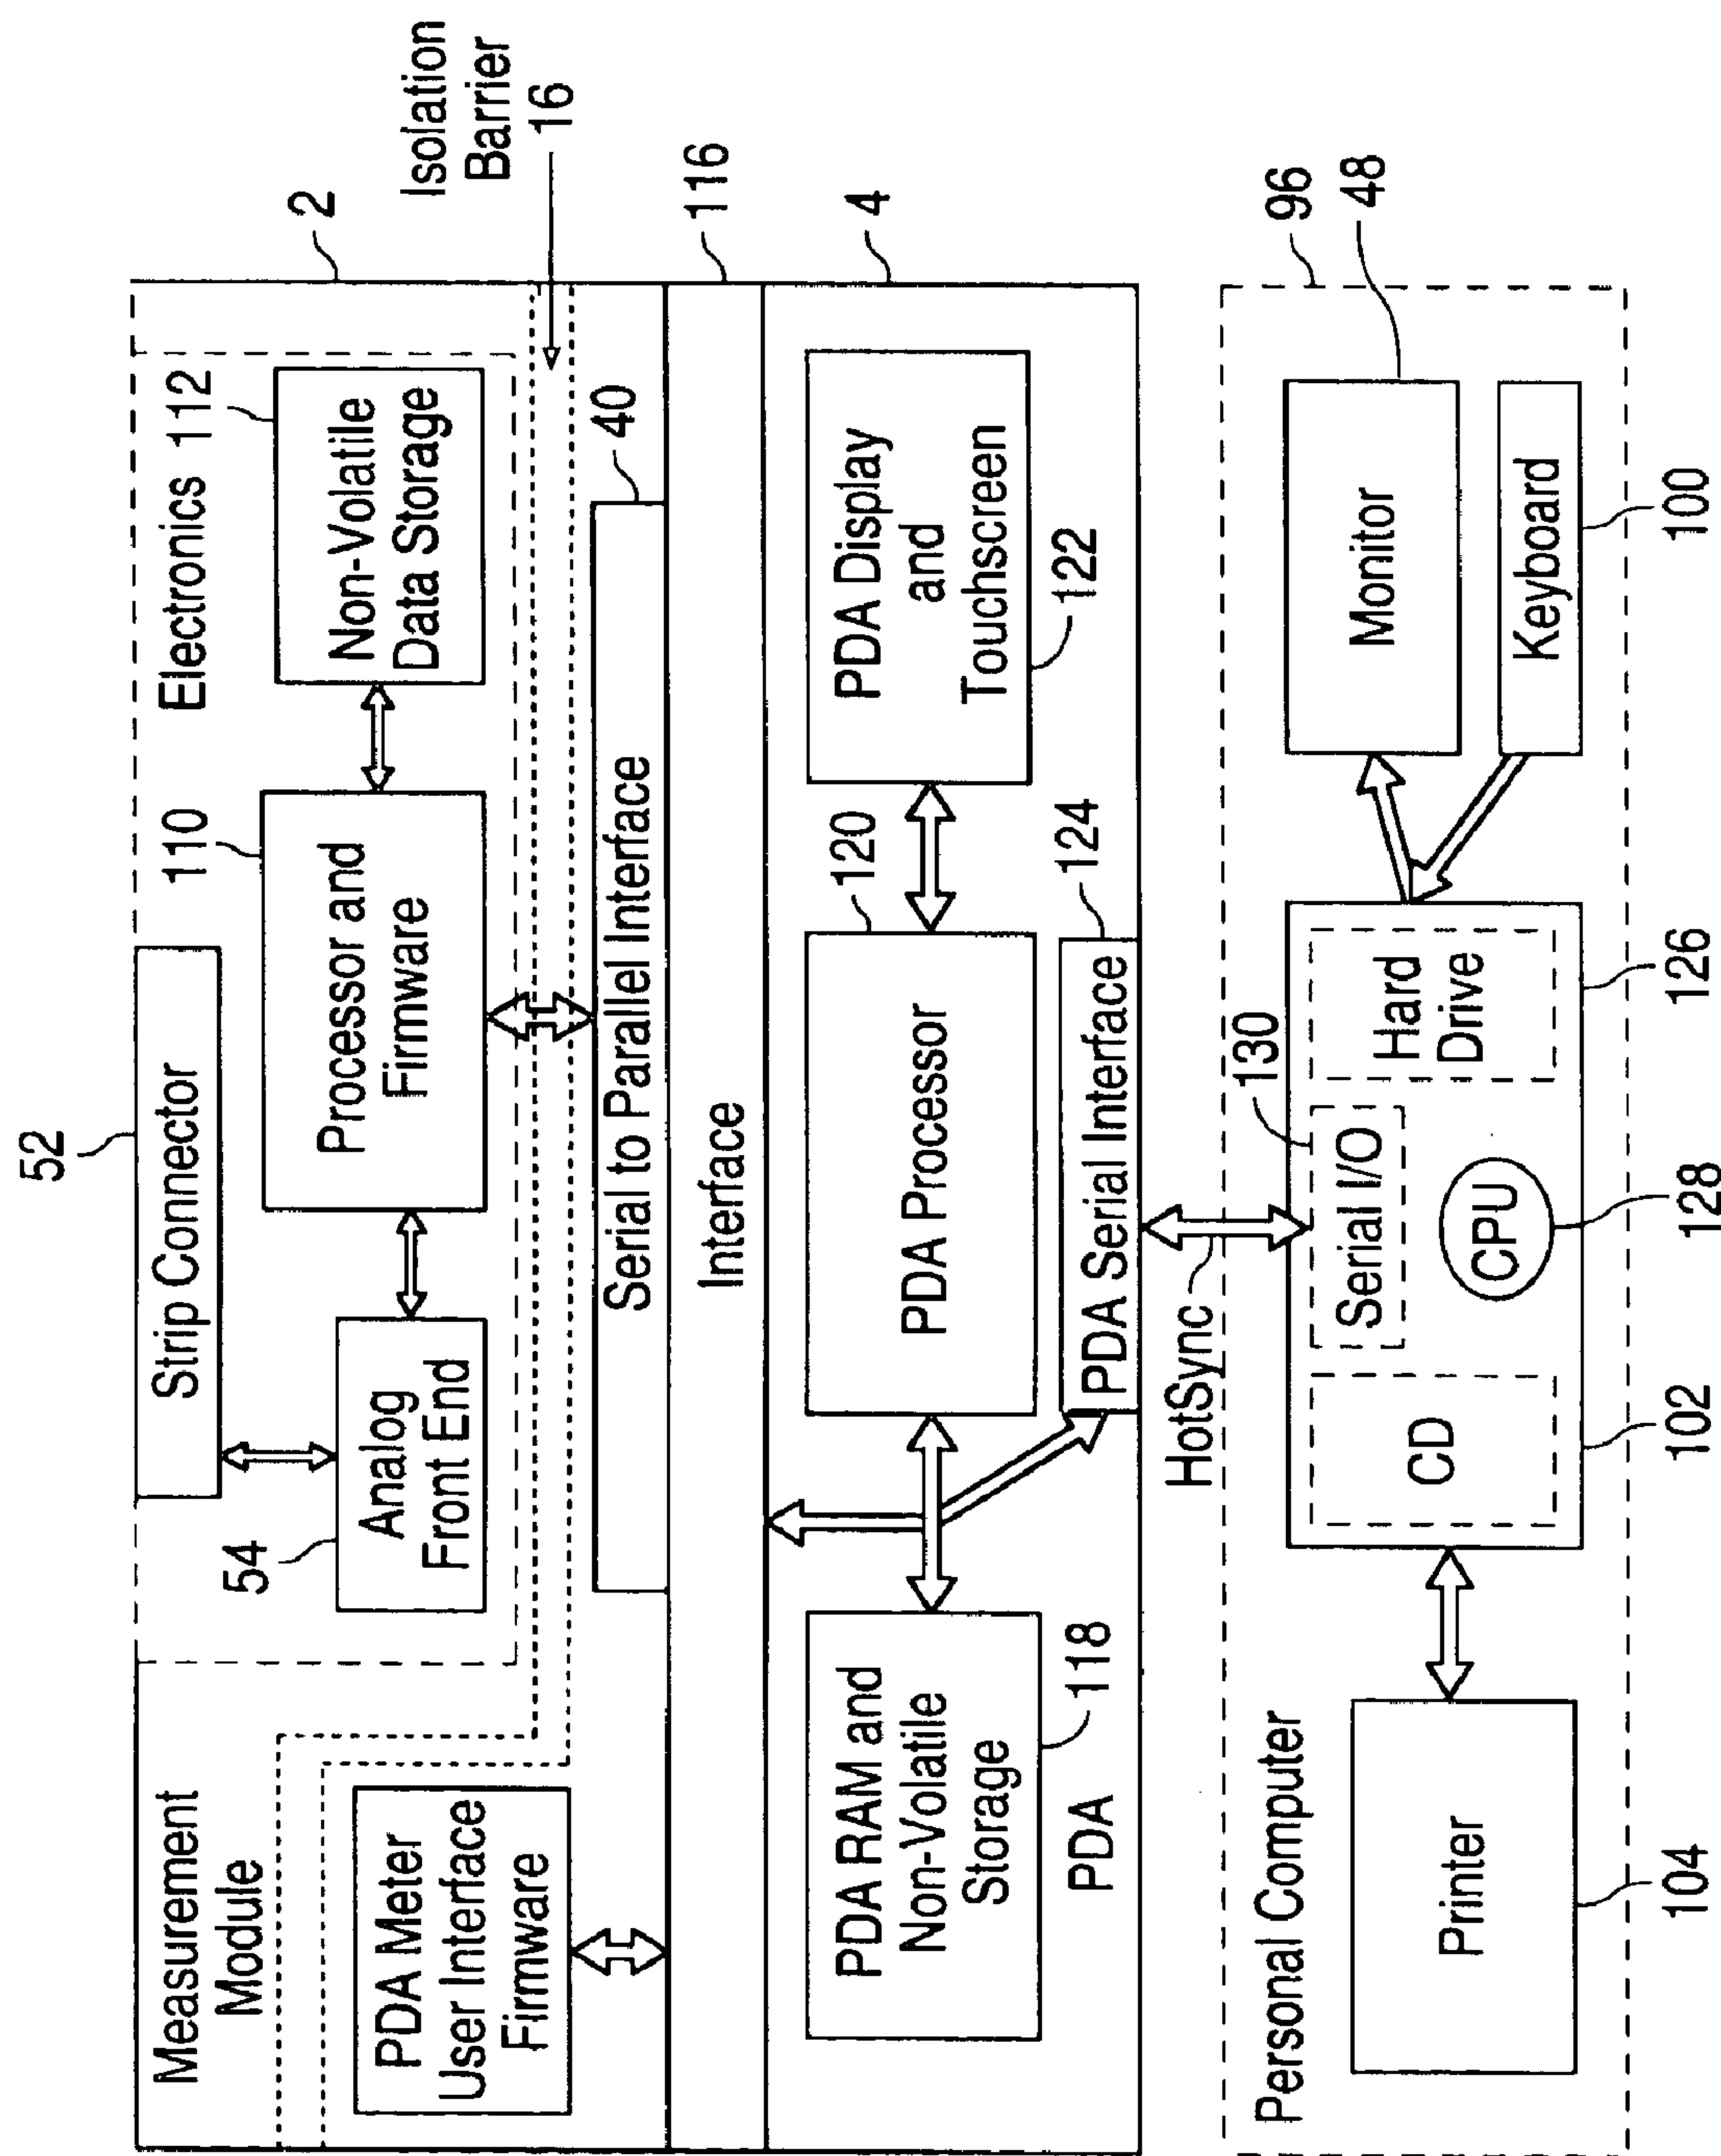 52
Strip Connector
Electronics
112
2
110
Isolation
Barrier
16
Measurement
Module
54
Analog
Front End
Processor and
Firmware
Non-Volatile
Data Storage
PDA Meter
User Interface
Firmware
40
Serial to Parallel Interface
116
Interface
4
120
PDA RAM and
Non-Volatile
Storage
118
PDA Processor
PDA Display
and
Touchscreen
122
PDA
124
PDA Serial Interface
HotSync
Personal Computer
96
130
48
Printer
104
CD
102
Serial I/O
CPU
128
Hard
Drive
126
Monitor
Keyboard
100